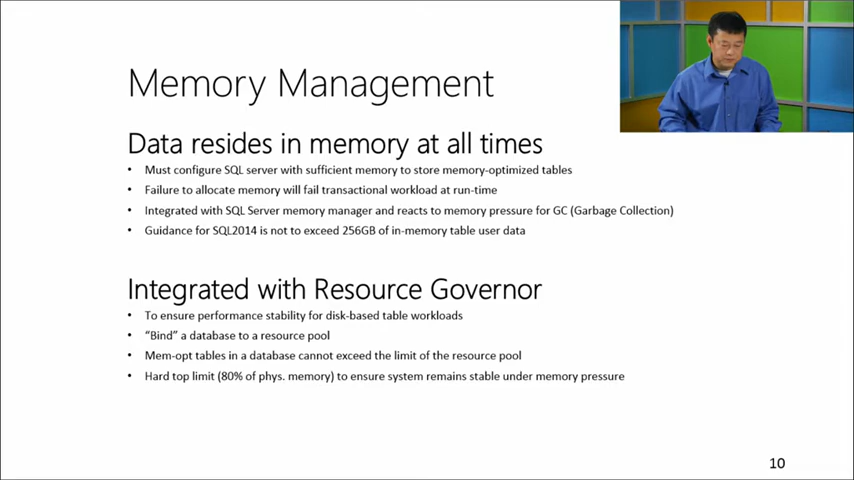 Memory Management
Data resides in memory at all times
• Must configure SQL server with sufficient memory to store memory-optimized tables
• Failure to allocate memory will fail transactional workload at run-time
• Integrated with SQL Server memory manager and reacts to memory pressure for GC (Garbage Collection)
• Guidance for SQL2014 is not to exceed 256GB of in-memory table user data
Integrated with Resource Governor
• To ensure performance stability for disk-based table workloads
• “Bind” a database to a resource pool
• Mem-opt tables in a database cannot exceed the limit of the resource pool
• Hard top limit (80% of phys. memory) to ensure system remains stable under memory pressure
10